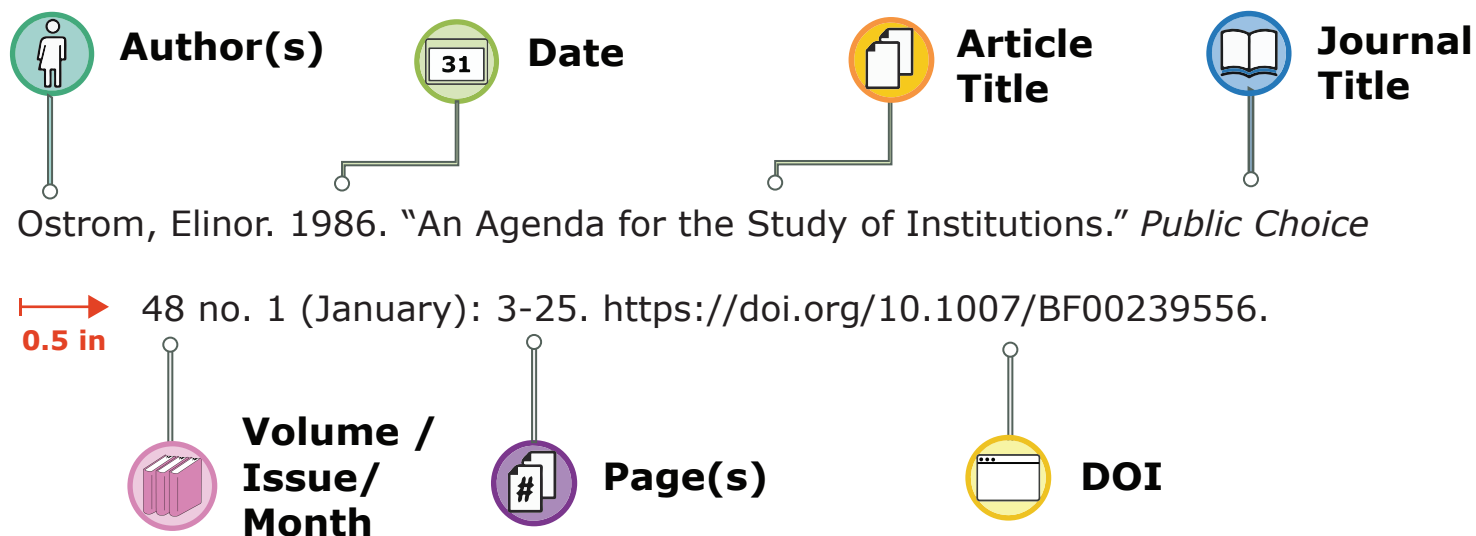 Author(s)
31
Date
Article
Title
Journal
Title
Ostrom, Elinor. 1986. “An Agenda for the Study of Institutions.” Public Choice
48 no. 1 (January): 3-25. https://doi.org/10.1007/BF00239556.
0.5 in
Volume /
Issue/
Month
#
Page(s)
DOI